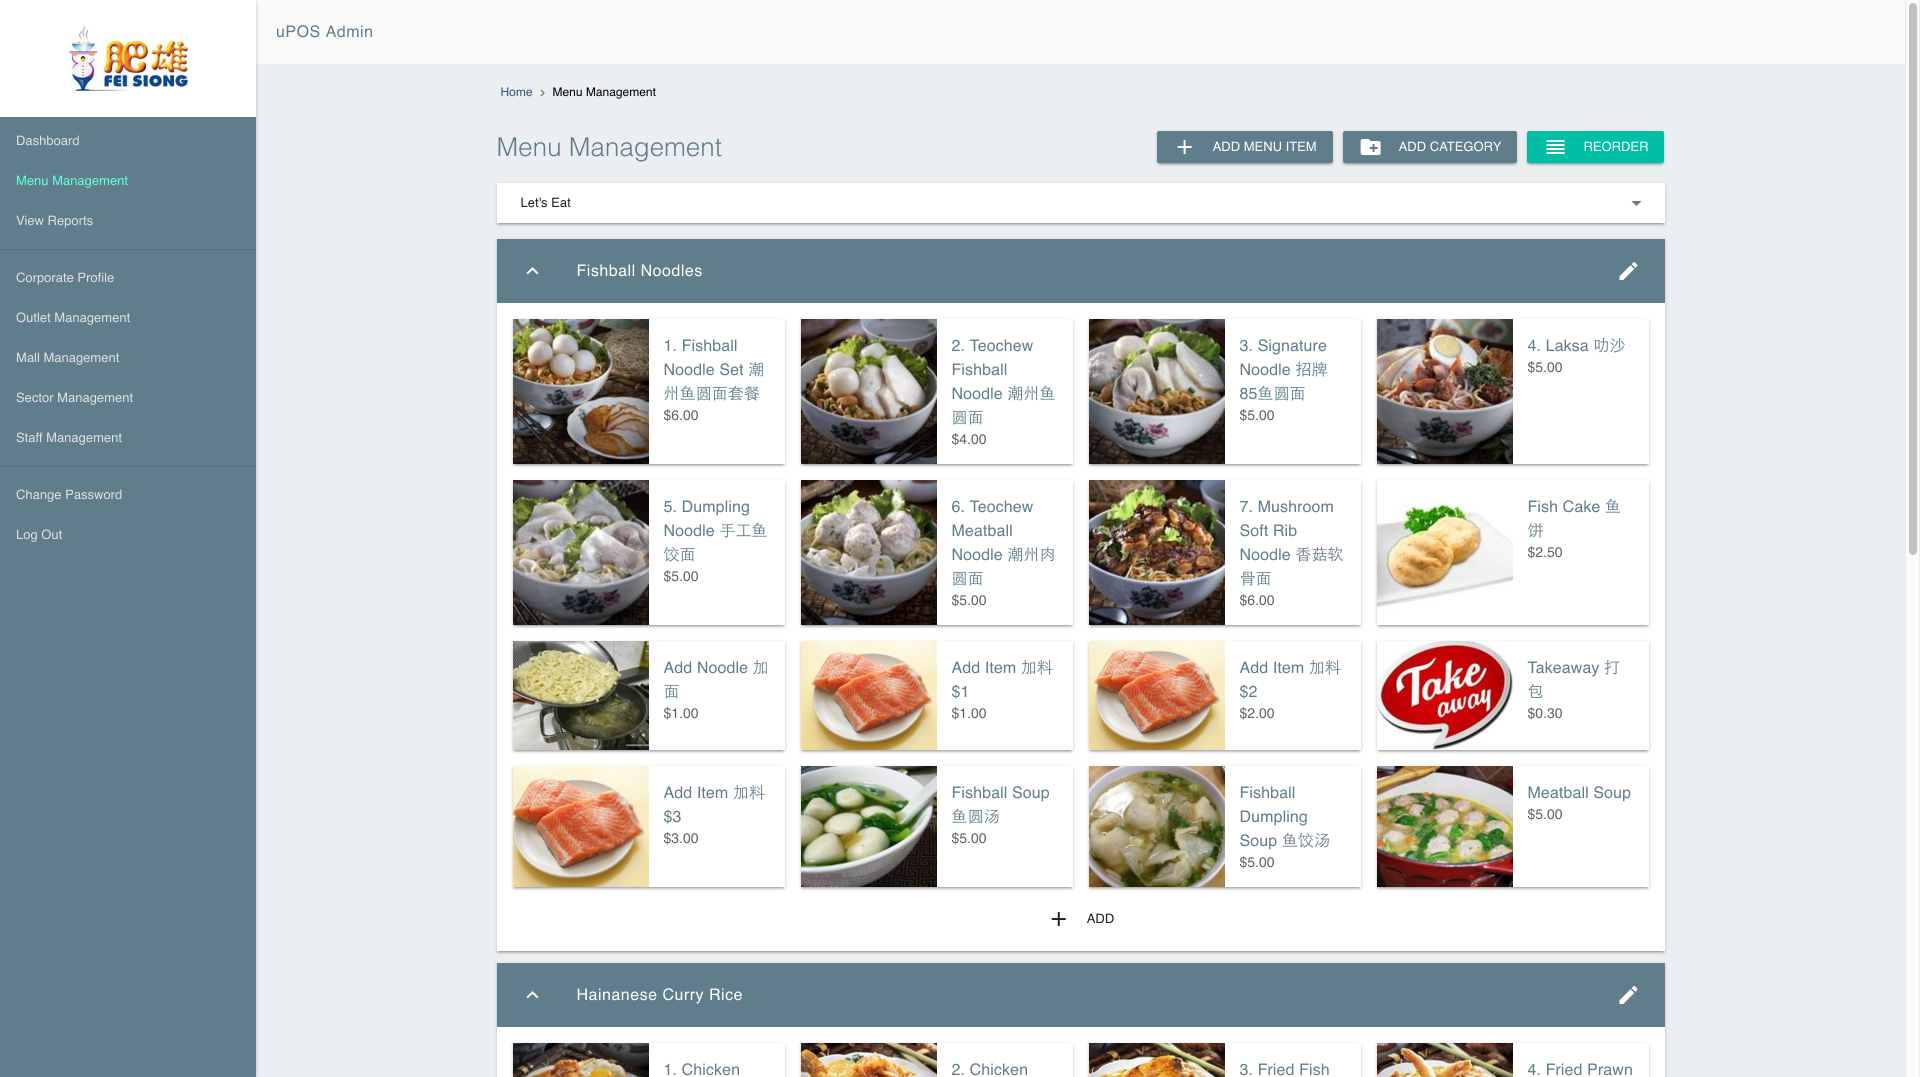 肥雄
FEI SIONG
uPOS Admin
Home > Menu Management
Dashboard
Menu Management
View Reports
Corporate Profile
Outlet Management
Mall Management
Sector Management
Staff Management
Change Password
Log Out
Menu Management
ADD MENU ITEM
ADD CATEGORY
REORDER
Let's Eat
Fishball Noodles
1. Fishball
Noodle Set 潮
州鱼圆面套餐
$6.00
2. Teochew
Fishball
Noodle 潮州鱼
圆面
$4.00
3. Signature
Noodle 招牌
85鱼圆面
$5.00
4. Laksa 叻沙
$5.00
5. Dumpling
Noodle 手工鱼
饺面
$5.00
6. Teochew
Meatball
Noodle 潮州肉
圆面
$5.00
7. Mushroom
Soft Rib
Noodle 香菇软
骨面
$6.00
Fish Cake 鱼
饼
$2.50
Add Noodle 加
面
$1.00
Add Item 加料
$1
$1.00
Add Item 加料
$2
$2.00
Take
away
Takeaway 打
包
$0.30
Add Item 加料
$3
$3.00
Fishball Soup
鱼圆汤
$5.00
Fishball
Dumpling
Soup 鱼饺汤
$5.00
Meatball Soup
$5.00
ADD
Hainanese Curry Rice
1. Chicken
2. Chicken
3. Fried Fish
4. Fried Prawn